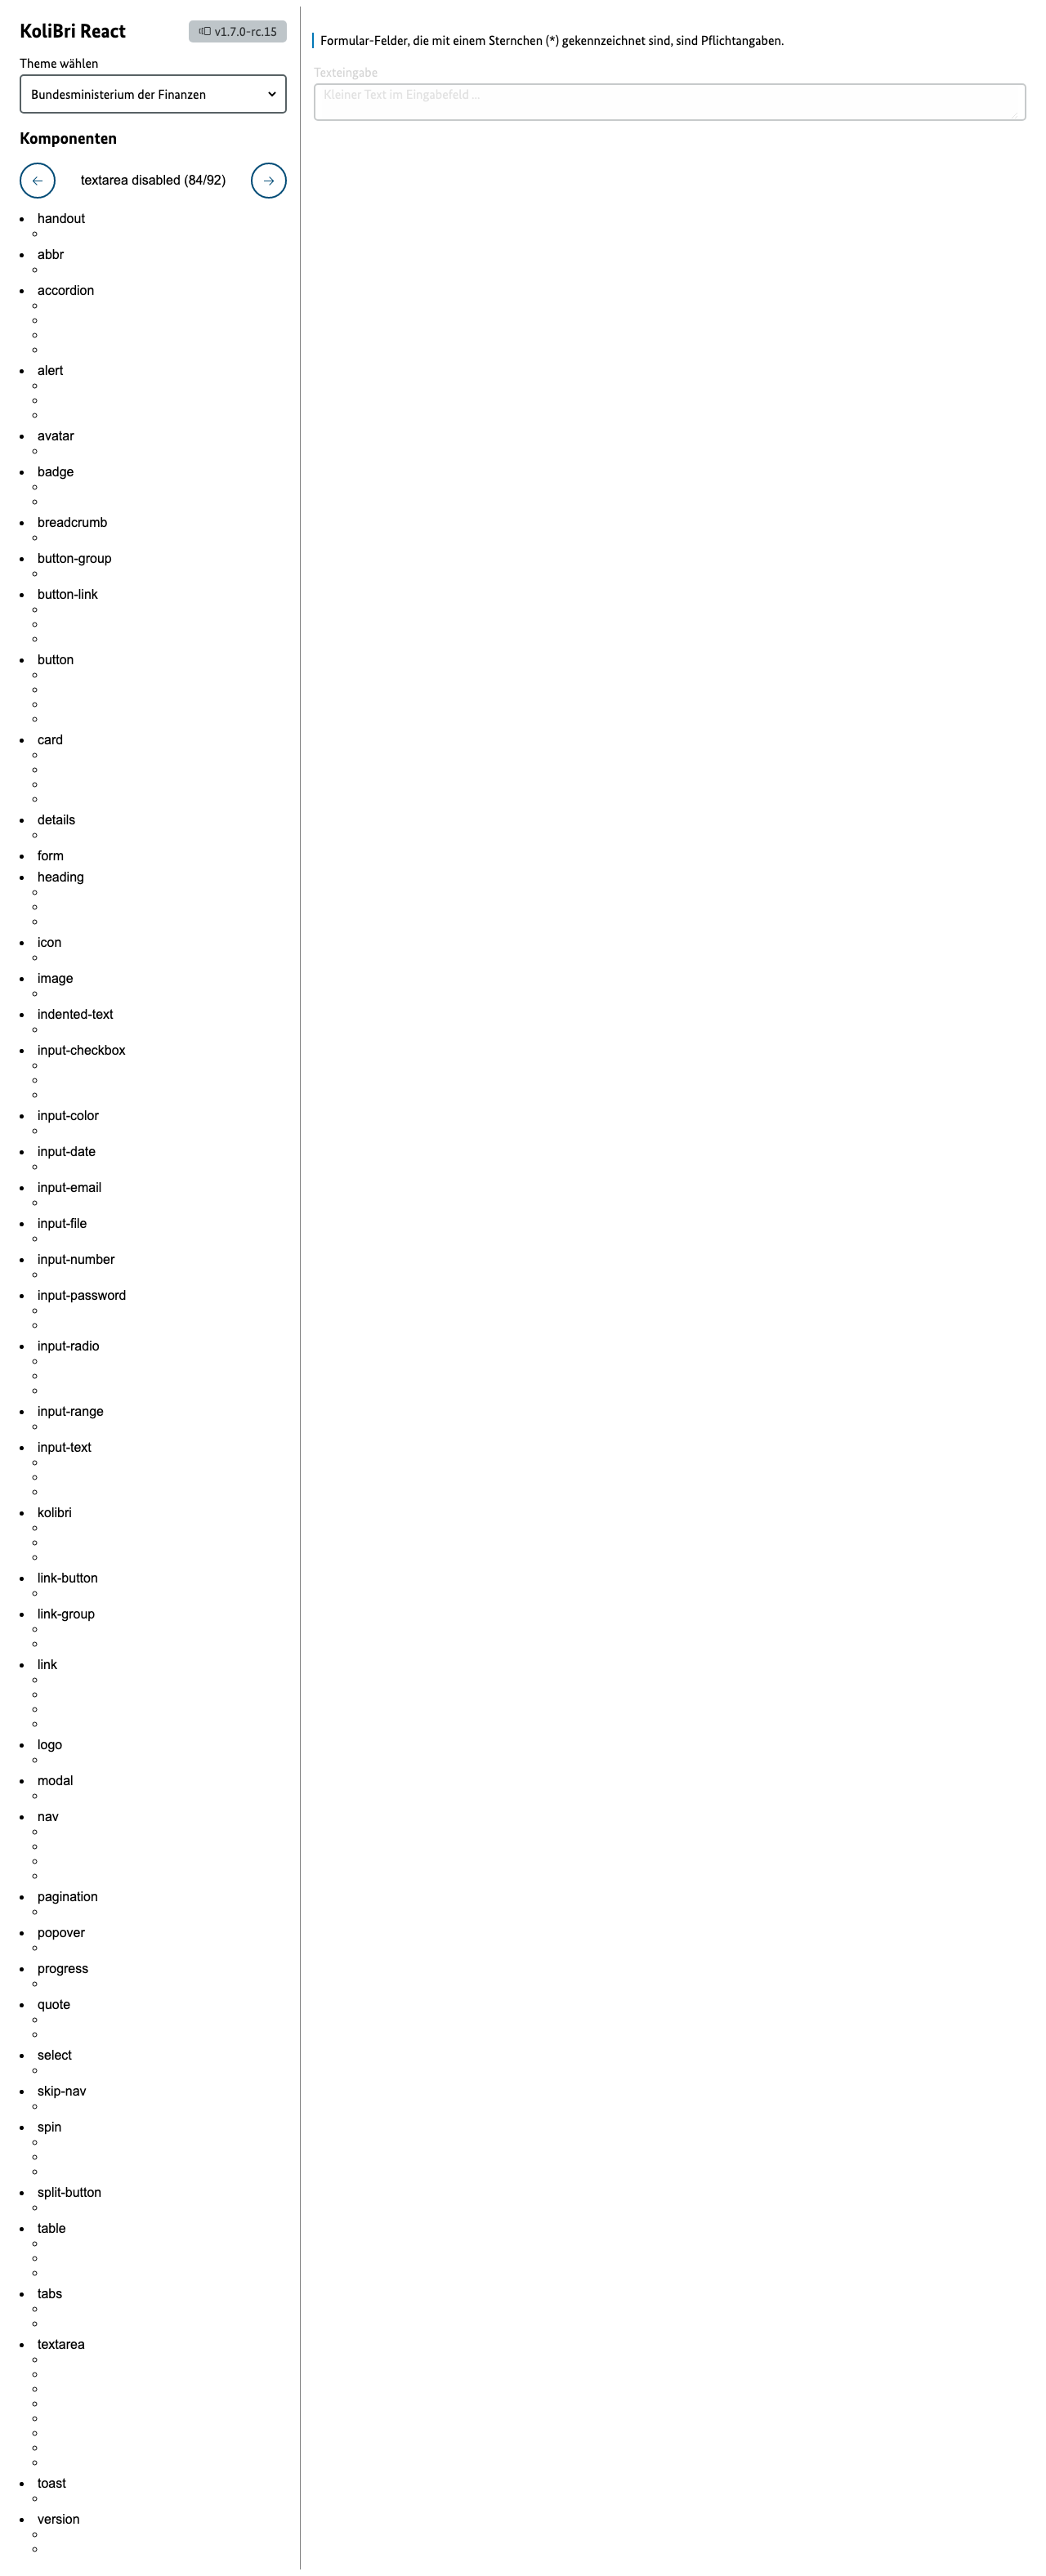 KoliBri React
v1.7.0-rc.15
Theme wählen
Bundesministerium der Finanzen
Komponenten
textarea disabled (84/92)
handout
abbr
accordion
alert
avatar
badge
breadcrumb
button-group
button-link
button
card
details
form
heading
icon
image
indented-text
input-checkbox
input-color
input-date
input-email
input-file
input-number
input-password
input-radio
input-range
input-text
kolibri
link-button
link-group
link
logo
modal
nav
pagination
popover
progress
quote
select
skip-nav
spin
split-button
table
tabs
textarea
toast
version
Formular-Felder, die mit einem Sternchen (*) gekennzeichnet sind, sind Pflichtangaben.
Texteingabe
Kleiner Text im Eingabefeld ...